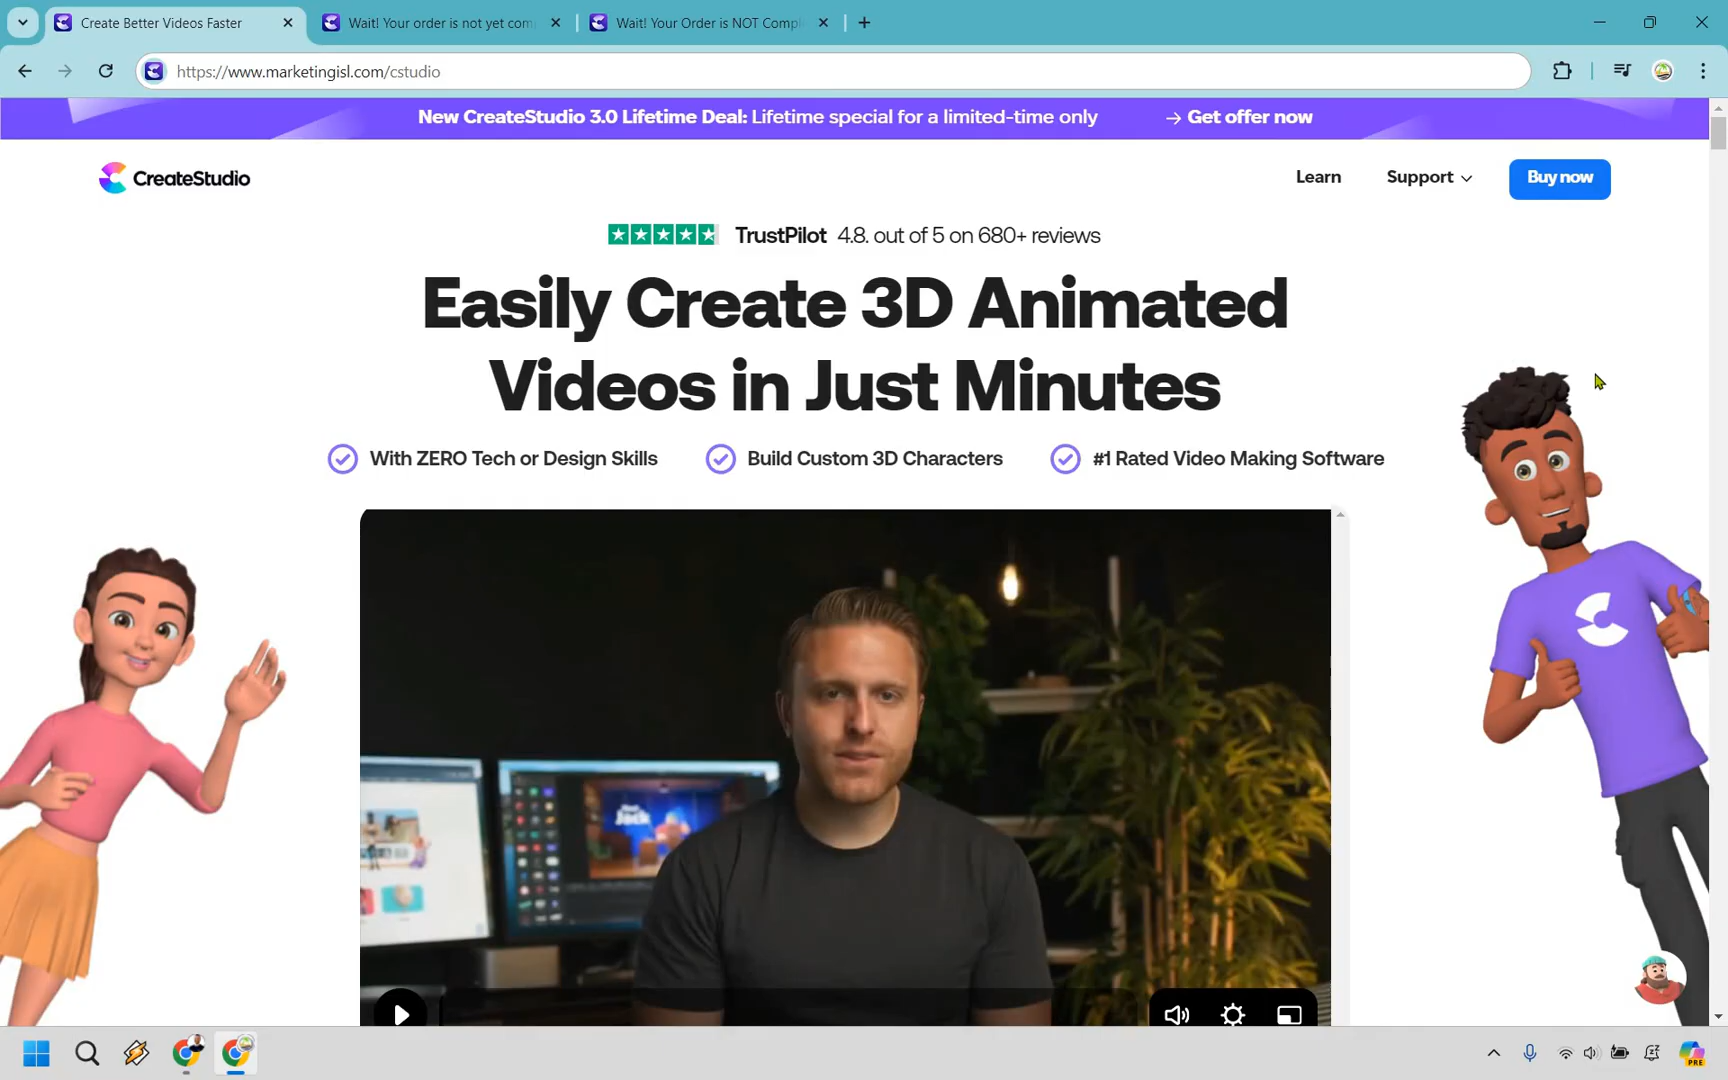 Create Better Videos Faster
Wait! Your order is not yet com
Wait! Your Order is NOT Compl
https://www.marketingisl.com/cstudio
New CreateStudio 3.0 Lifetime Deal: Lifetime special for a limited-time only → Get offer now
CreateStudio
Learn
Support
Buy now
TrustPilot 4.8. out of 5 on 680+ reviews
Easily Create 3D Animated
Videos in Just Minutes
With ZERO Tech or Design Skills
Build Custom 3D Characters
#1 Rated Video Making Software
Jack
PRE